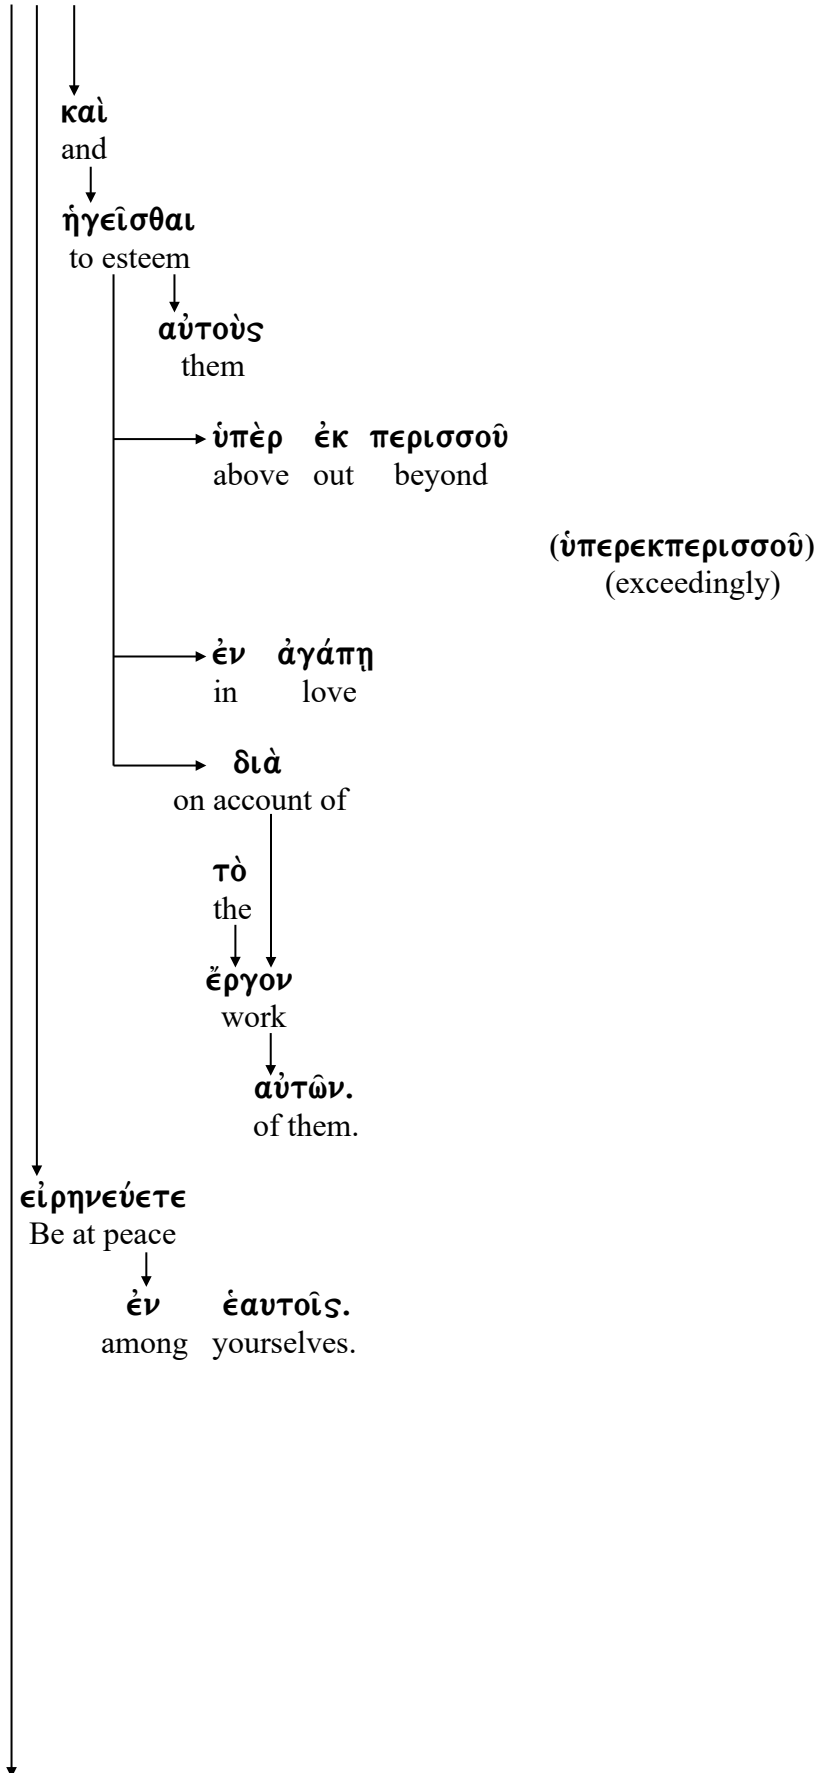 καὶ
and
ἡγεῖσθαι
to esteem
αὐτοὺς
them
ὑπὲρ ἐκ περισσοῦ
above out beyond
(ὑπερεκπερισσοῦ)
(exceedingly)
ἐν ἀγάπῃ
in love
διὰ
on account of
τὸ
the
ἔργον
work
αὐτῶν.
of them.
εἰρηνεύετε
Be at peace
ἐν ἑαυτοῖς.
among yourselves.